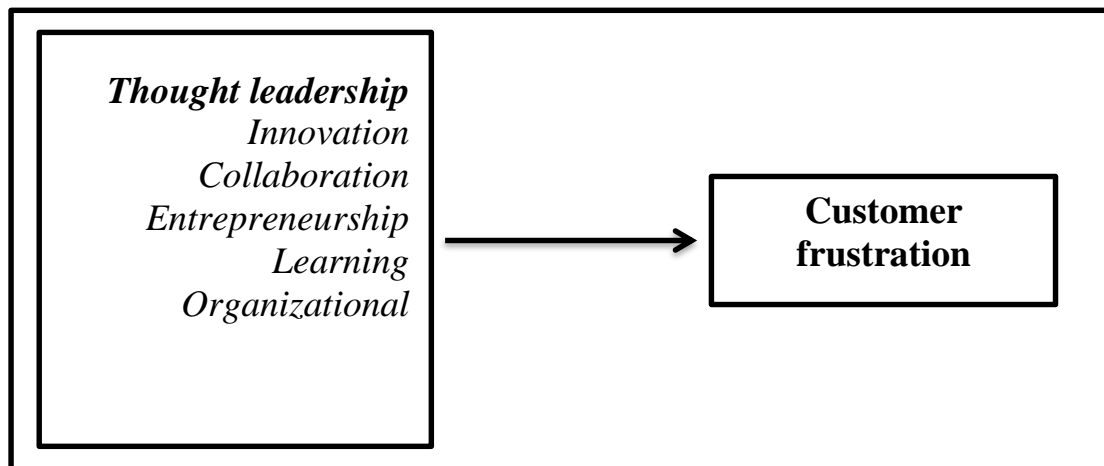 Thought leadership
Innovation
Collaboration
Entrepreneurship
Learning
Organizational
Customer
frustration